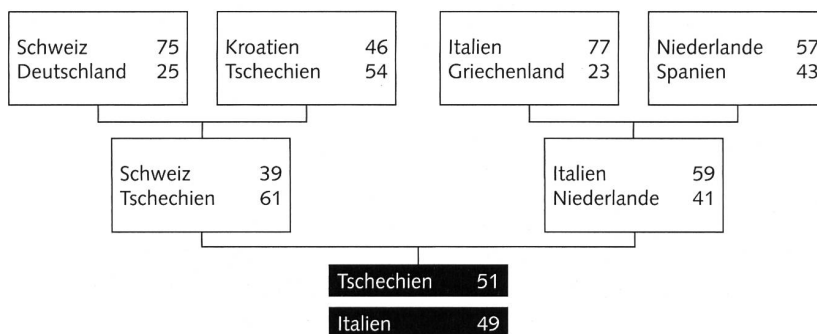 Schweiz 75
Deutschland 25
Kroatien 46
Tschechien 54
Italien 77
Griechenland 23
Niederlande 57
Spanien 43
Schweiz 39
Tschechien 61
Italien 59
Niederlande 41
Tschechien 51
Italien 49